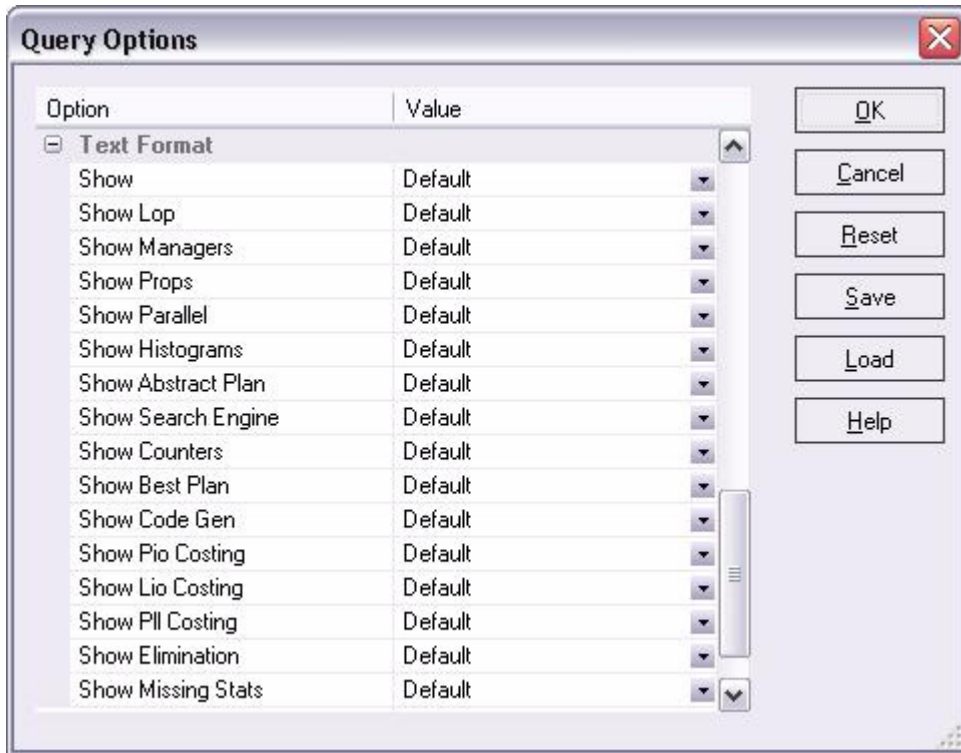 Query Options
Option Value
Text Format
Show Default
Show Lop Default
Show Managers Default
Show Props Default
Show Parallel Default
Show Histograms Default
Show Abstract Plan Default
Show Search Engine Default
Show Counters Default
Show Best Plan Default
Show Code Gen Default
Show Pio Costing Default
Show Lio Costing Default
Show Pll Costing Default
Show Elimination Default
Show Missing Stats Default
OK
Cancel
Reset
Save
Load
Help